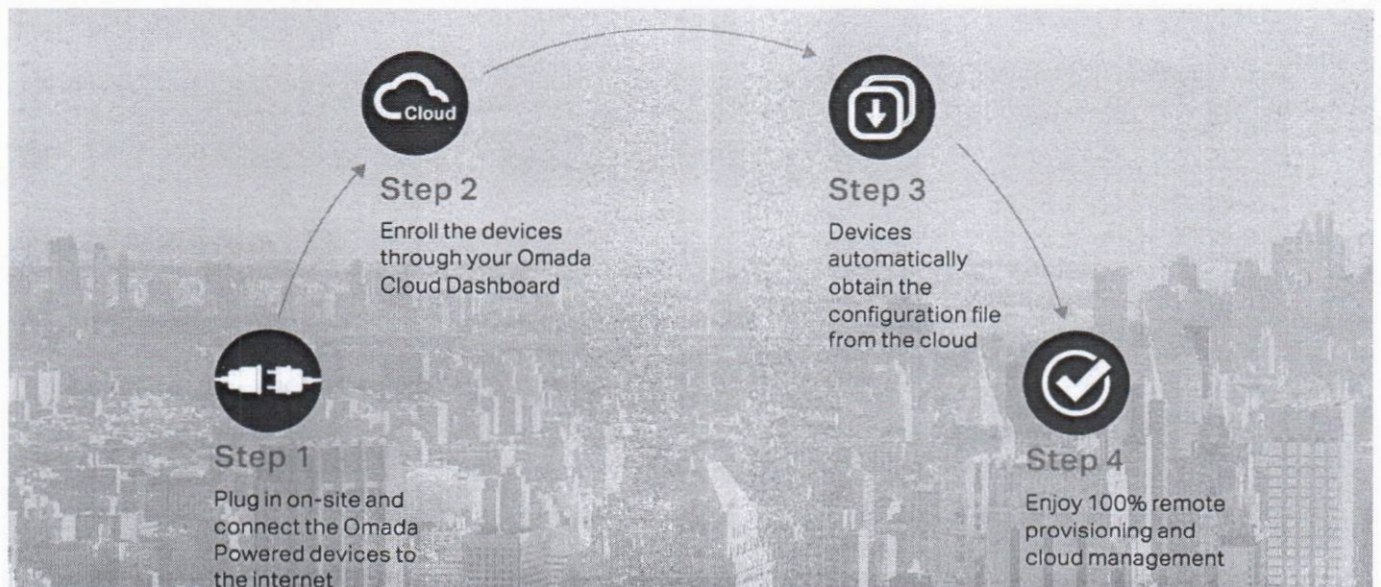 Cloud
Step 2
Enroll the devices
through your Omada
Cloud Dashboard
Step 3
Devices
automatically
obtain the
configuration file
from the cloud
Step 1
Plug in on-site and
connect the Omada
Powered devices to
the internet
Step 4
Enjoy 100% remote
provisioning and
cloud management